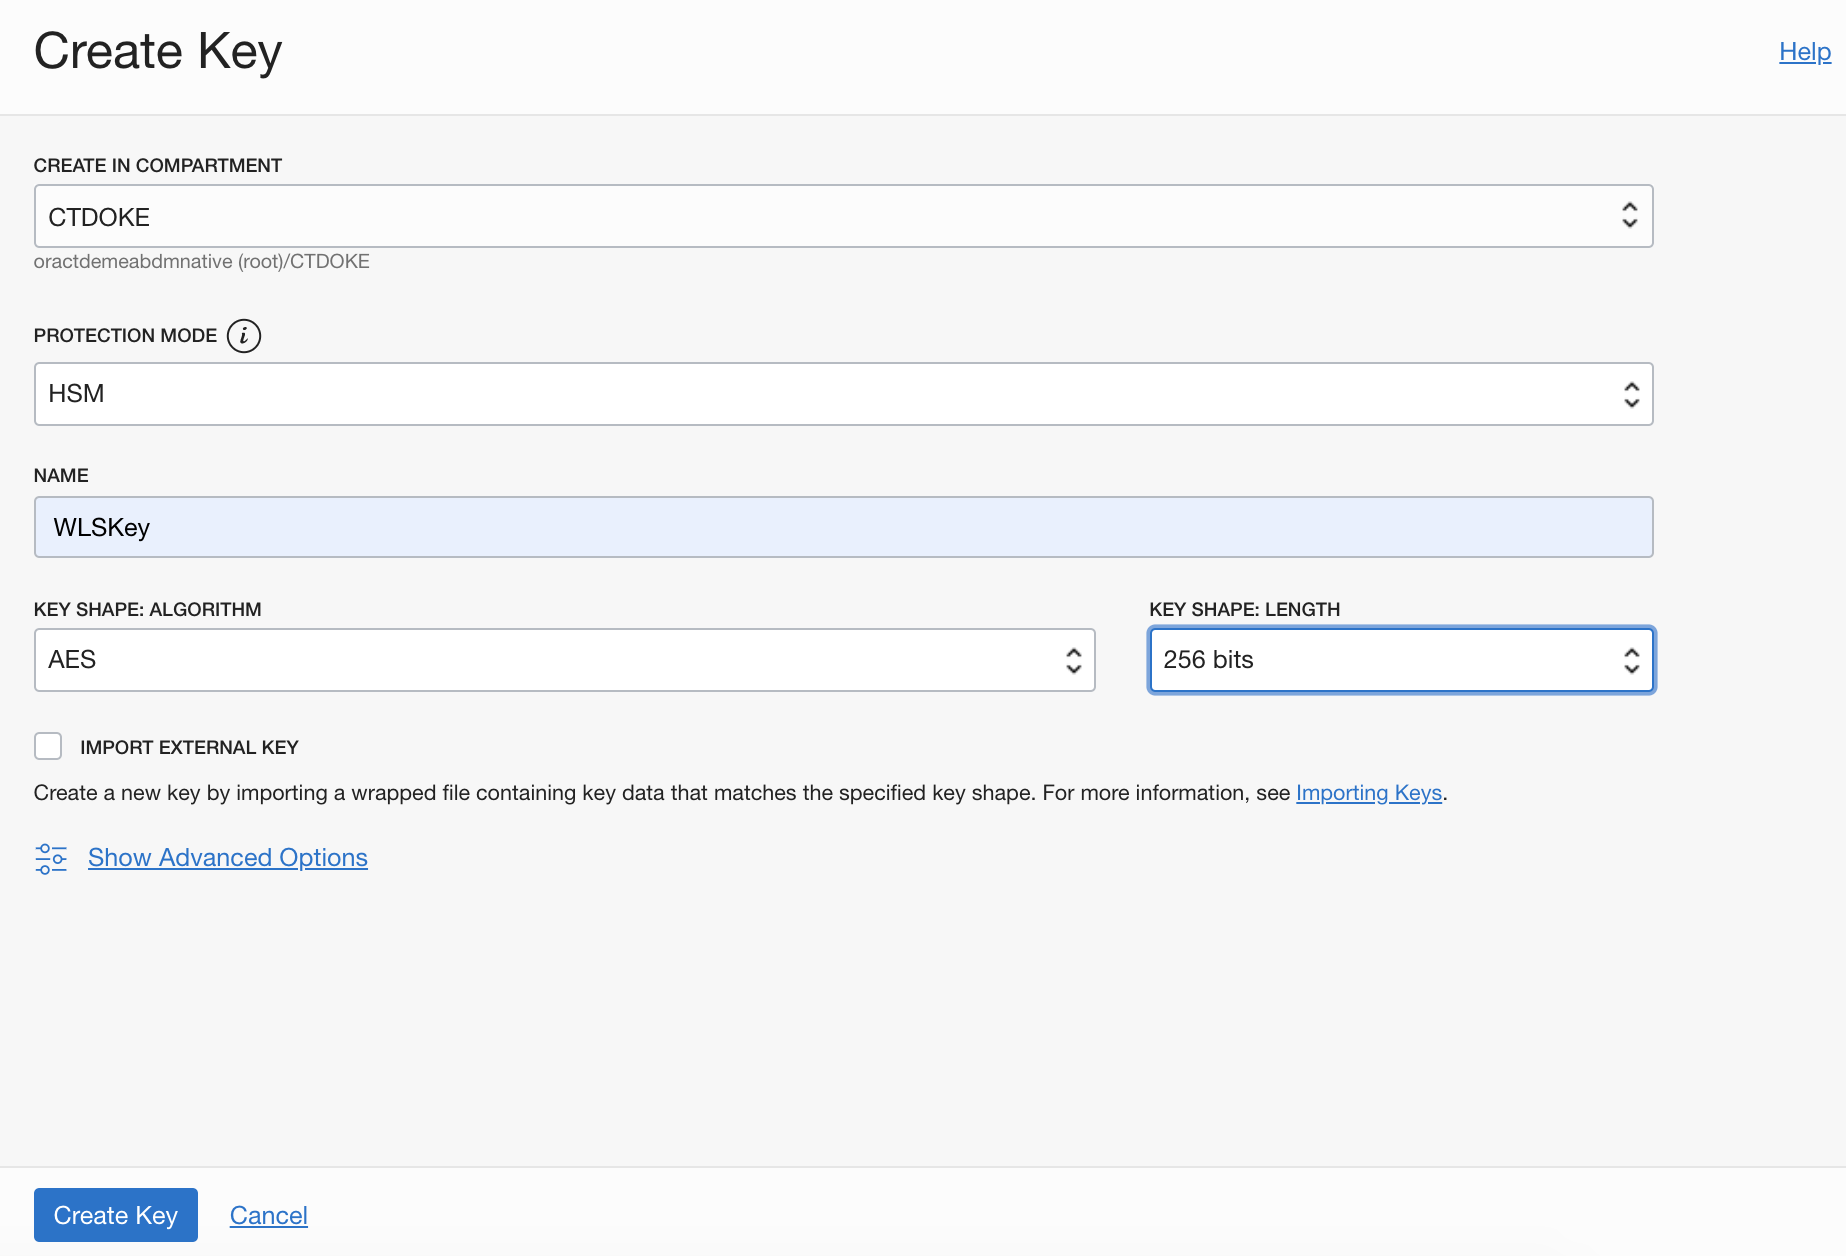 Create Key
Help
CREATE IN COMPARTMENT
CTDOKE
oractdemeabdmnative (root)/CTDOKE
PROTECTION MODE i
HSM
NAME
WLSKey
KEY SHAPE: ALGORITHM
KEY SHAPE: LENGTH
AES
256 bits
IMPORT EXTERNAL KEY
Create a new key by importing a wrapped file containing key data that matches the specified key shape. For more information, see Importing Keys.
Show Advanced Options
Create Key
Cancel